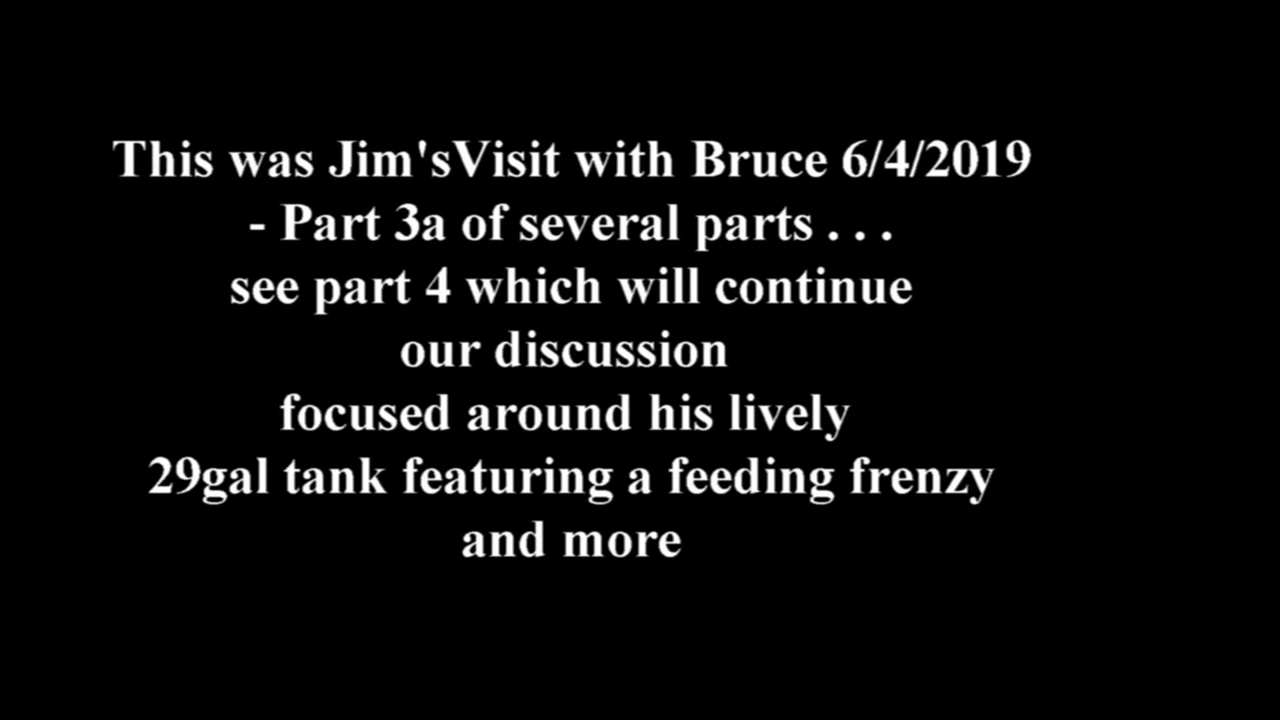 This was Jim'sVisit with Bruce 6/4/2019
- Part 3a of several parts . . .
see part 4 which will continue
our discussion
focused around his lively
29gal tank featuring a feeding frenzy
and more